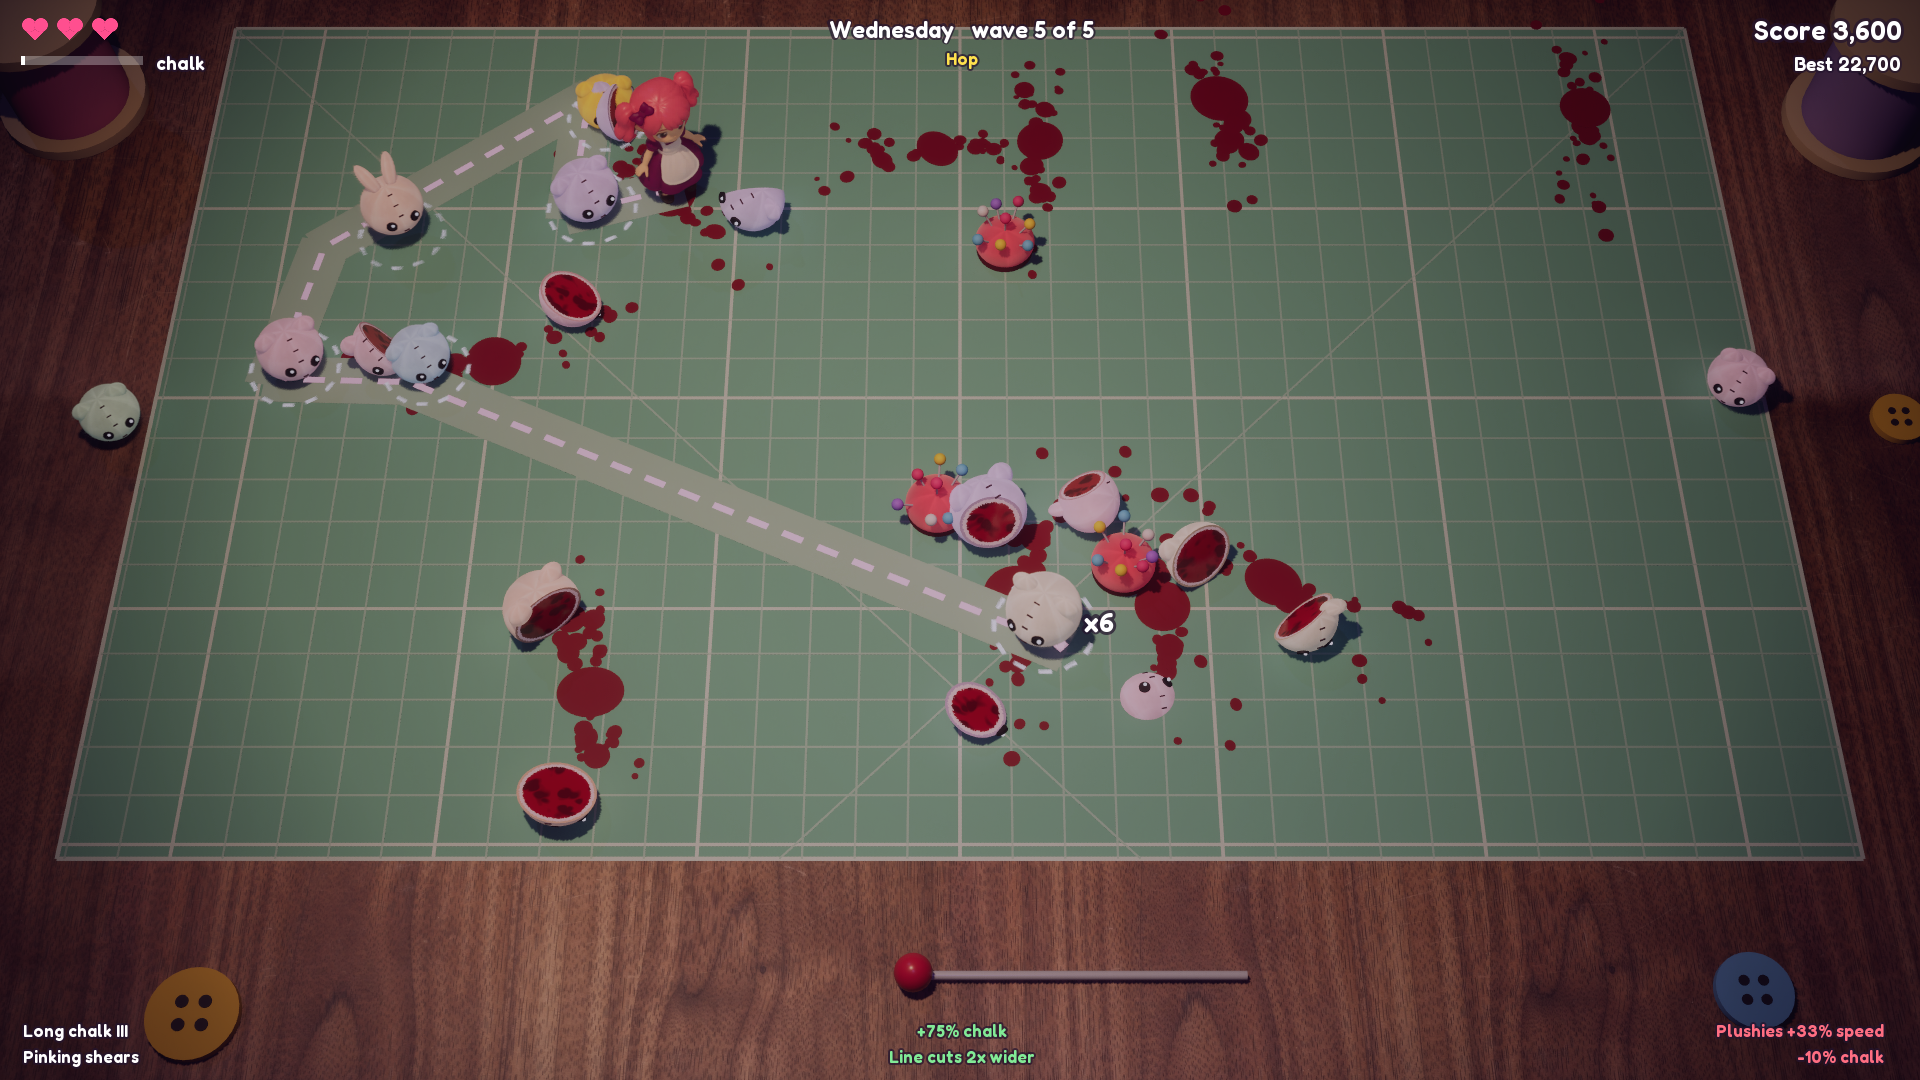 chalk
Wednesday wave 5 of 5
Hop
Score 3,600
Best 22,700
x6
Long chalk III
Pinking shears
+75% chalk
Line cuts 2x wider
Plushies +33% speed
-10% chalk